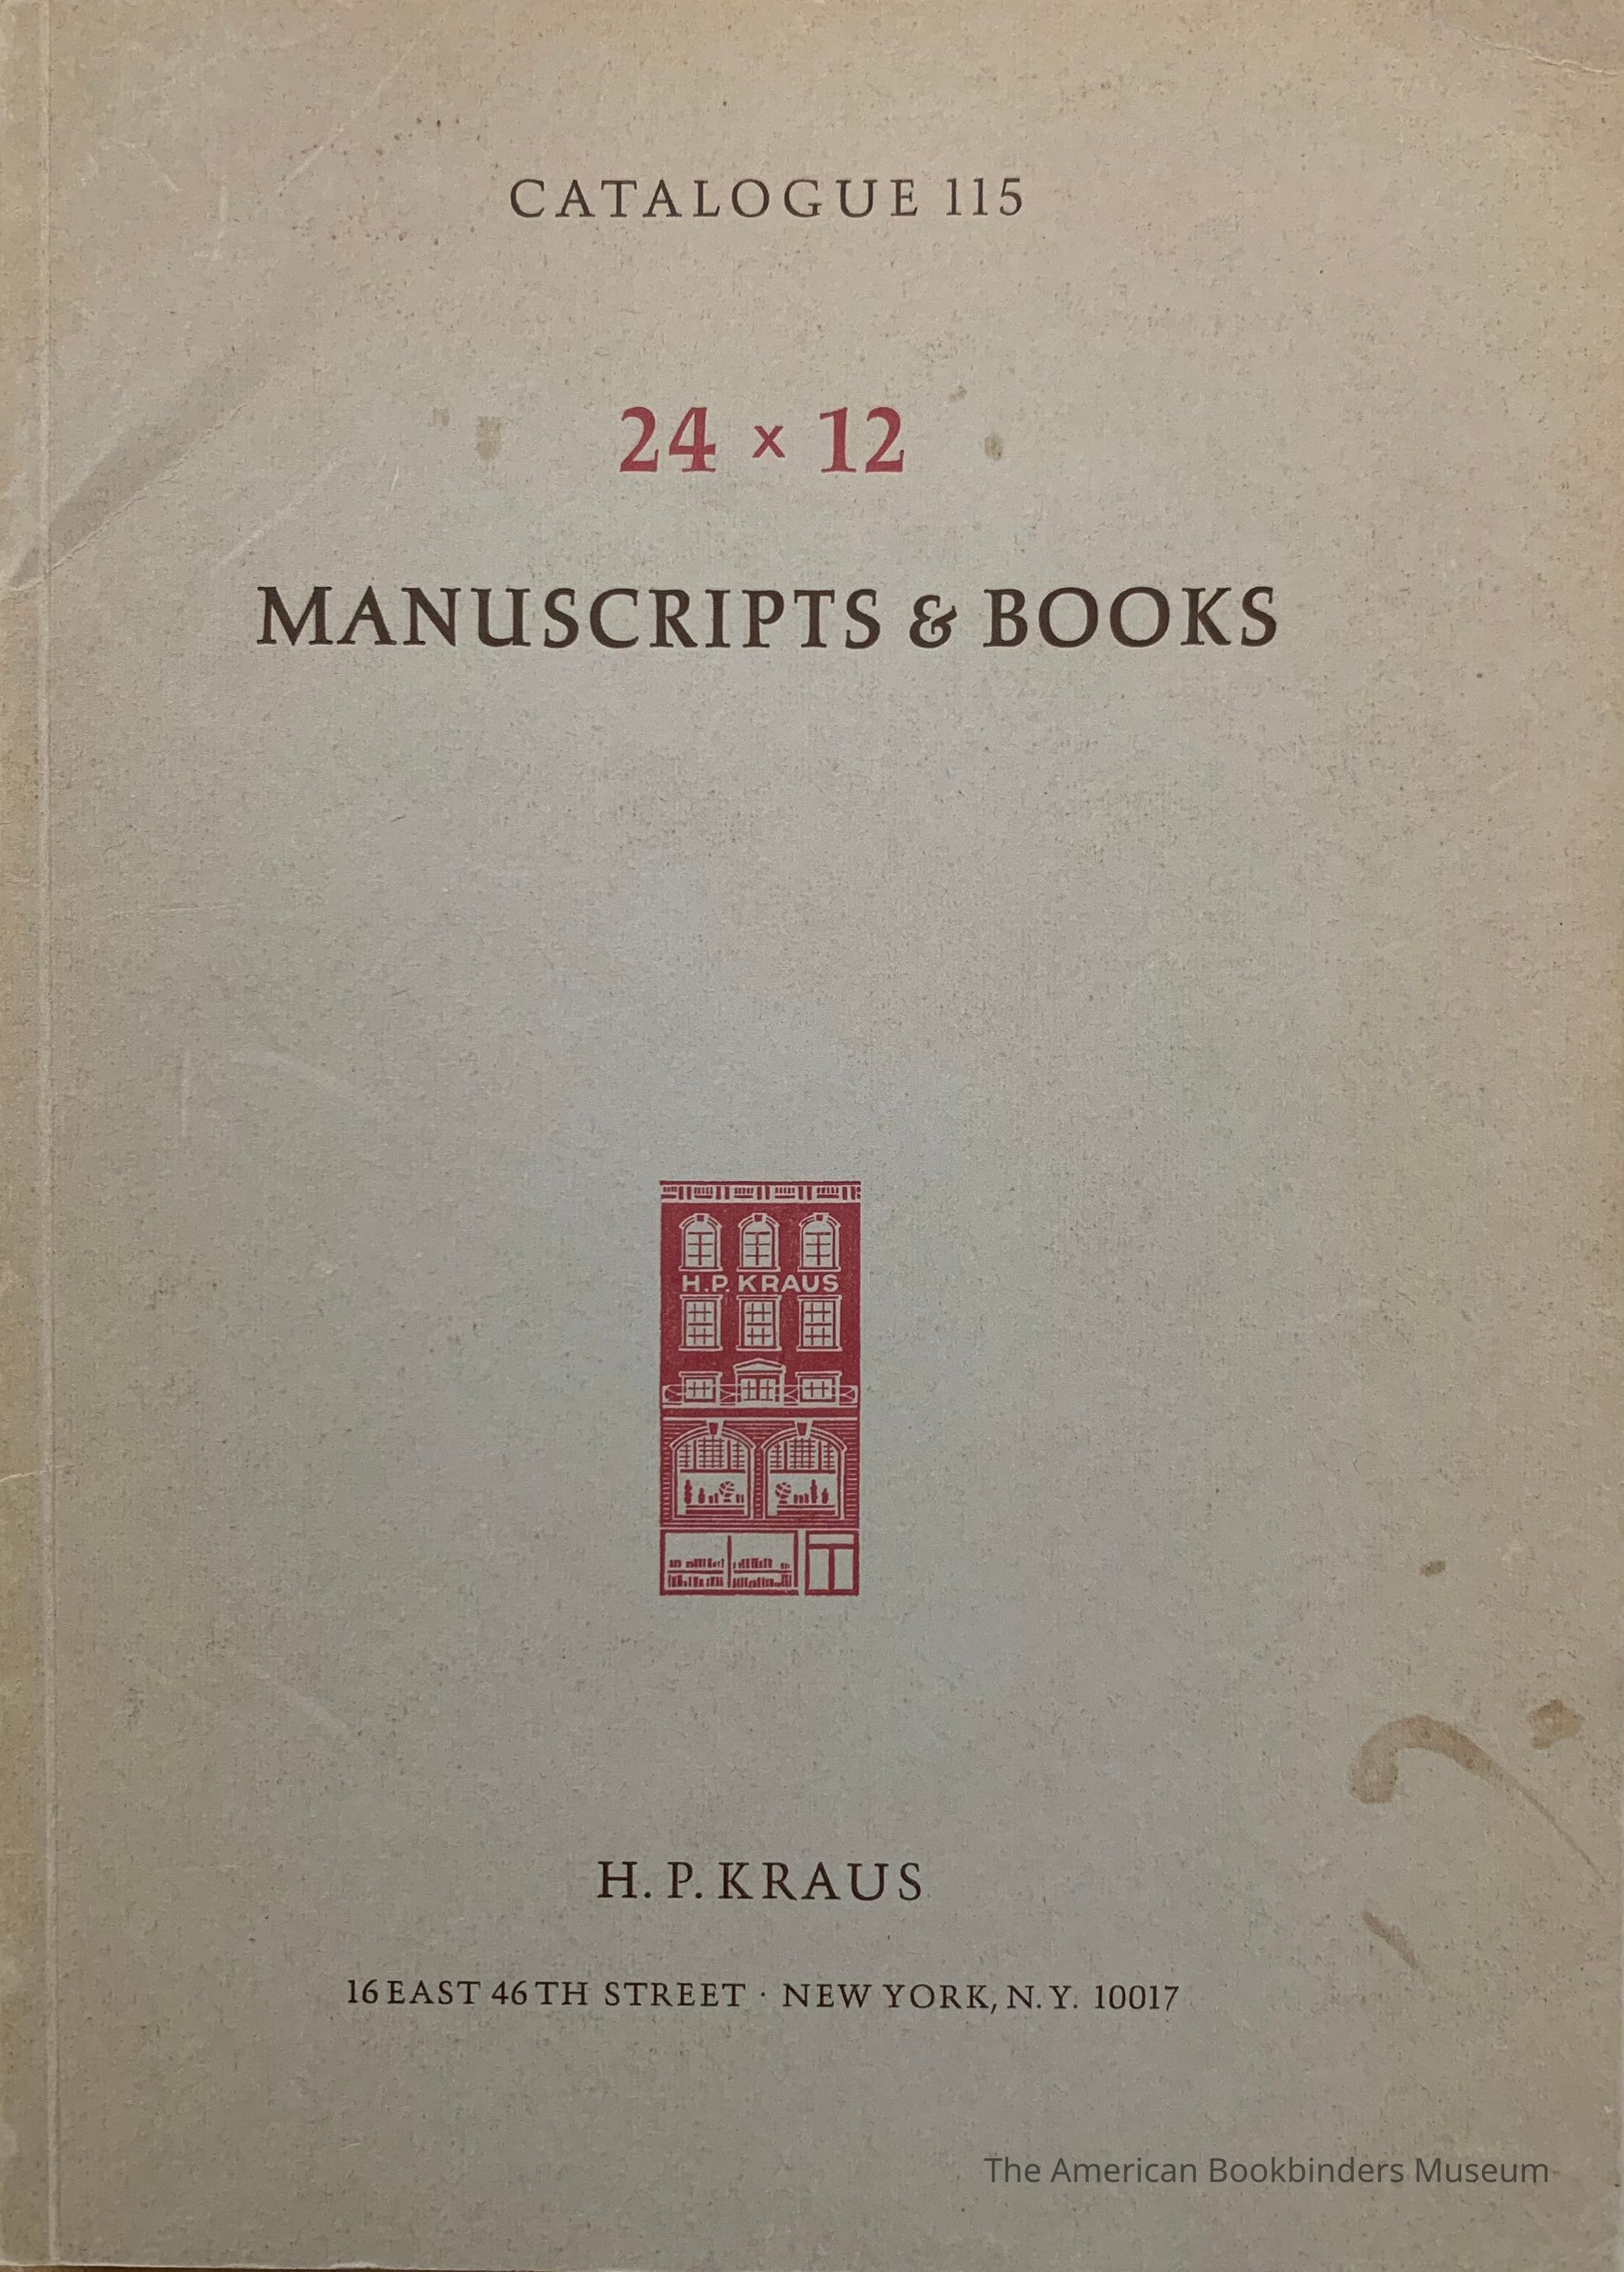 CATALOGUE 115
24 × 12
MANUSCRIPTS & BOOKS
H.P. KRAUS
H. P. KRAUS
16 EAST 46TH STREET · NEW YORK, N. Y. 10017
The American Bookbinders Museum